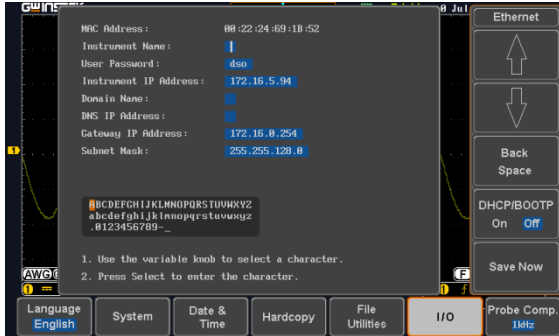 GWINSTEK
MAC Address: 00:22:24:69:1B:52
Instrument Name:
User Password: dso
Instrument IP Address: 172.16.5.94
Domain Name:
DNS IP Address:
Gateway IP Address: 172.16.0.254
Subnet Mask: 255.255.128.0
ABCDEFGHIJKLMNOPQRSTUVWXYZ
abcdefghijklmnopqrstuvwxyz
.0123456789-_
1. Use the variable knob to select a character.
2. Press Select to enter the character.
1
AWG
1
F
1
Ethernet
Back
Space
DHCP/BOOTP
On Off
Save Now
Language
English
System
Date &
Time
Hardcopy
File
Utilities
I/O
Probe Comp.
1kHz